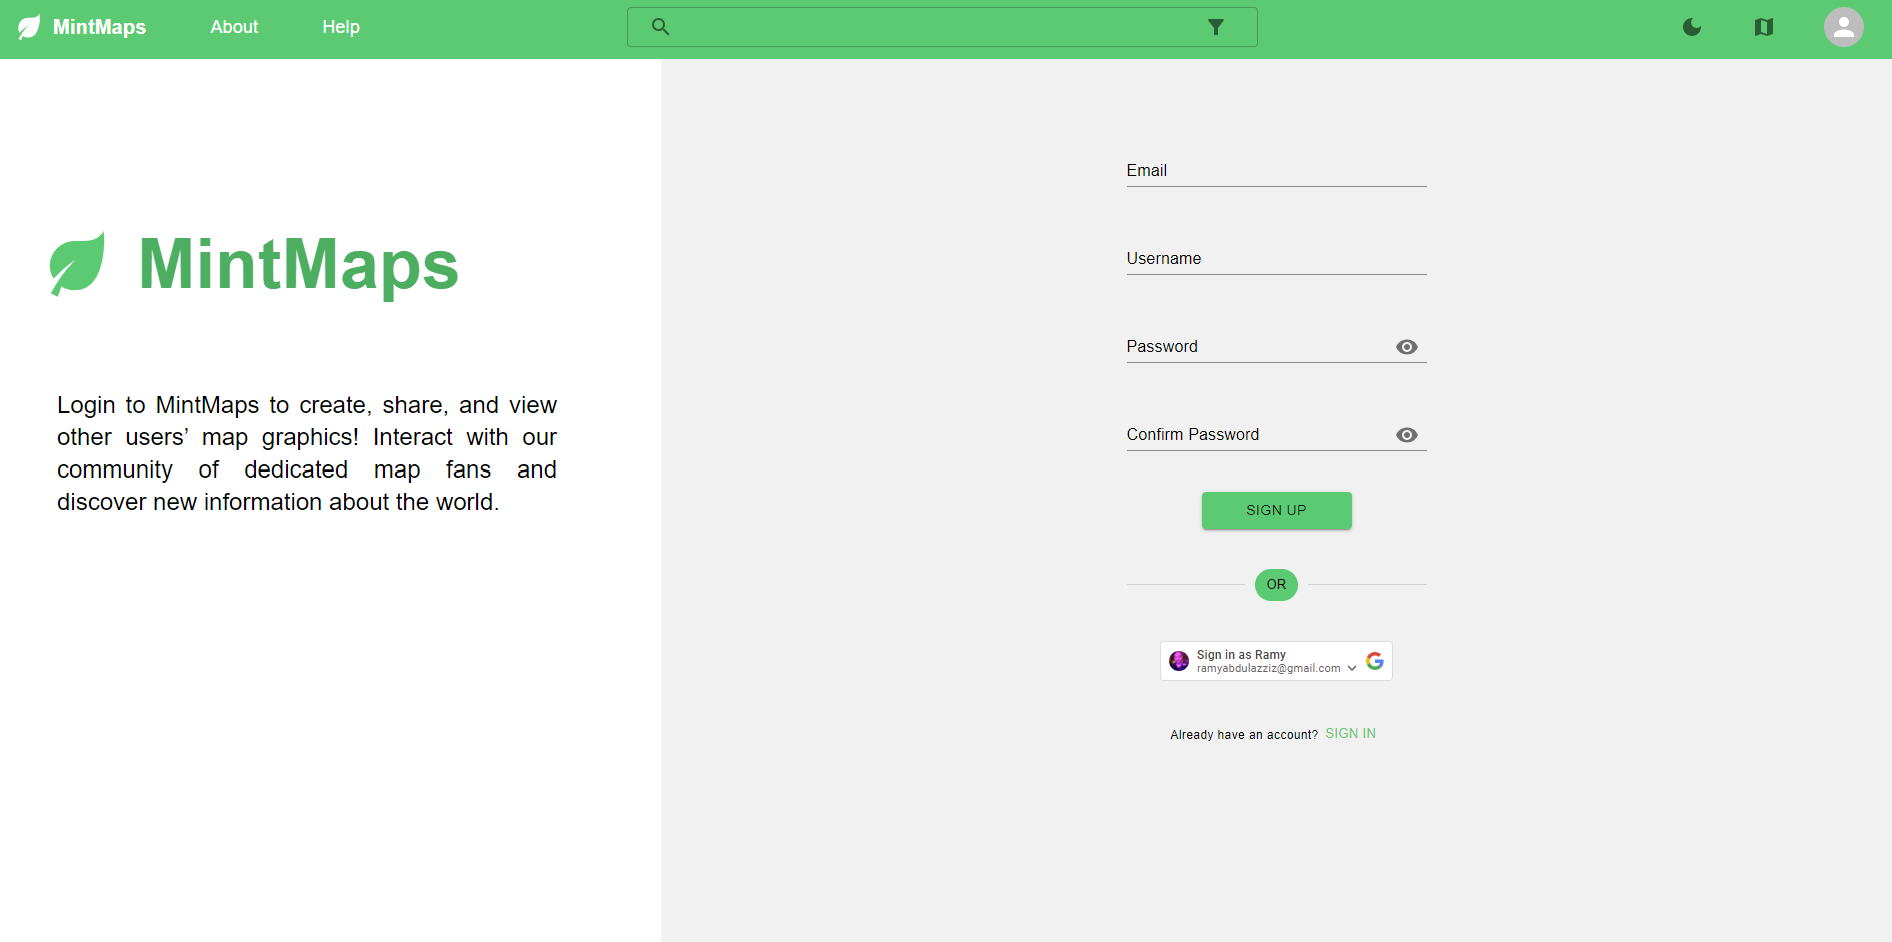 MintMaps
About
Help
MintMaps
Login to MintMaps to create, share, and view
other users’ map graphics! Interact with our
community of dedicated map fans and
discover new information about the world.
Email
Username
Password
Confirm Password
SIGN UP
OR
Sign in as Ramy
ramyabdulazziz@gmail.com
Already have an account? SIGN IN